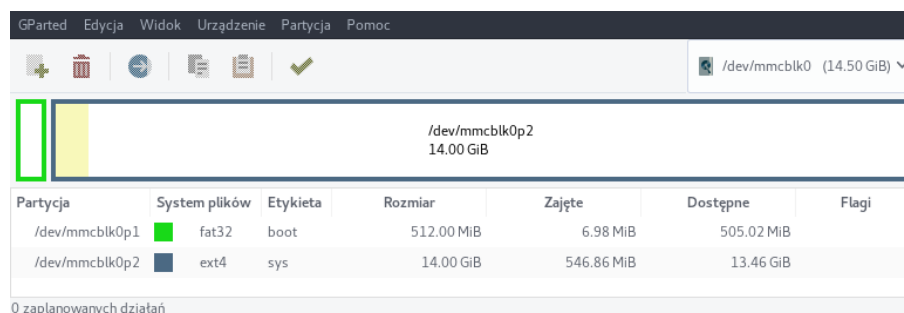 GParted Edycja Widok Urządzenie Partycja Pomoc
/dev/mmcblk0 (14.50 GiB)
/dev/mmcblk0p2
14.00 GiB
Partycja System plików Etykieta Rozmiar Zajęte Dostępne Flagi
/dev/mmcblk0p1 fat32 boot 512.00 MiB 6.98 MiB 505.02 MiB
/dev/mmcblk0p2 ext4 sys 14.00 GiB 546.86 MiB 13.46 GiB
0 zaplanowanych działań